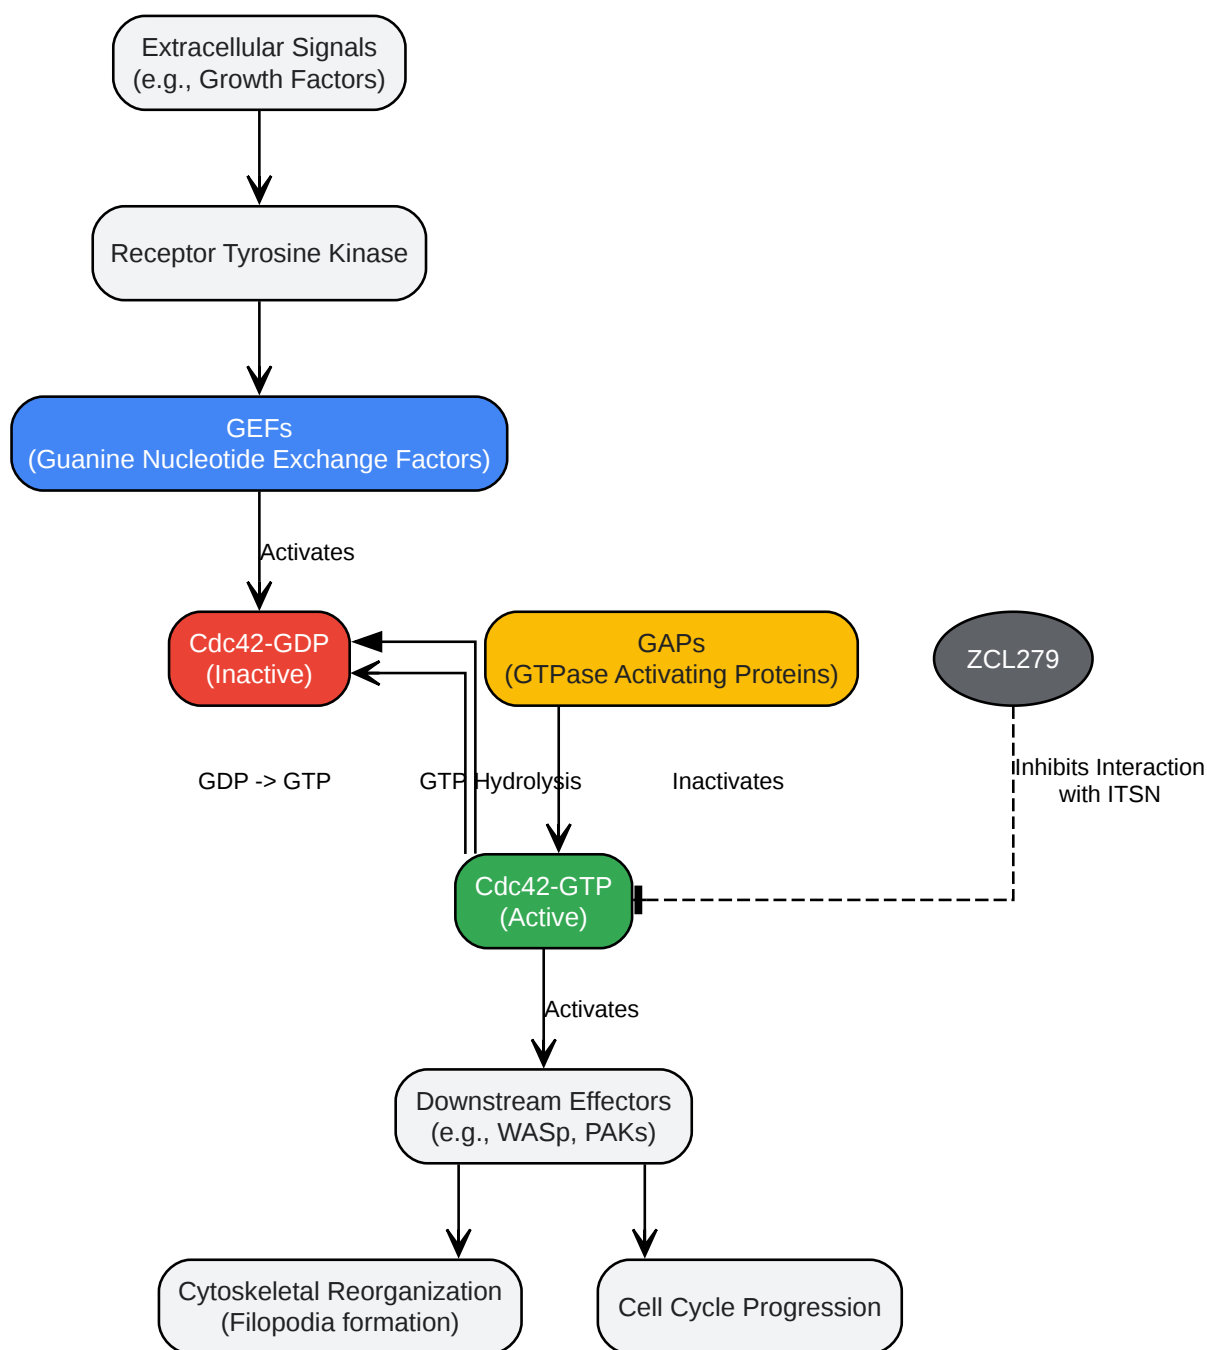 Extracellular Signals
(e.g., Growth Factors)
Receptor Tyrosine Kinase
GEFs
(Guanine Nucleotide Exchange Factors)
Activates
Cdc42-GDP
(Inactive)
GAPs
(GTPase Activating Proteins)
ZCL279
GDP -> GTP
GTP Hydrolysis
Inactivates
Inhibits Interaction
with ITSN
Cdc42-GTP
(Active)
Activates
Downstream Effectors
(e.g., WASp, PAKs)
Cytoskeletal Reorganization
(Filopodia formation)
Cell Cycle Progression